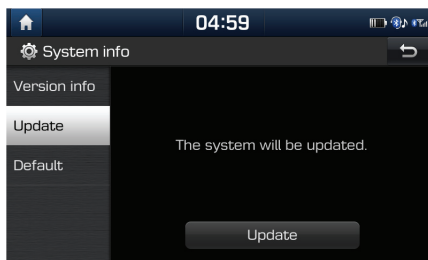 04:59
System info
Version info
Update
Default
The system will be updated.
Update